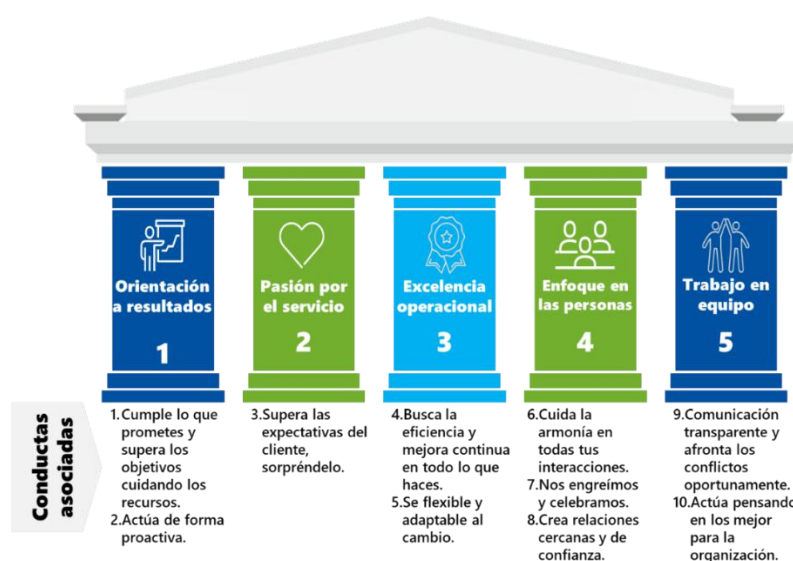 Orientación
a resultados
1
Pasión por
el servicio
2
Excelencia
operacional
3
Enfoque en
las personas
4
Trabajo en
equipo
5
Conductas
asociadas
1.Cumple lo que
prometes y
supera los
objetivos
cuidando los
recursos.
2.Actúa de forma
proactiva.
3.Supera las
expectativas del
cliente,
sorpréndelo.
4.Busca la
eficiencia y
mejora continua
en todo lo que
haces.
5.Se flexible y
adaptable al
cambio.
6.Cuida la
armonía en
todas tus
interacciones.
7.Nos engreímos
y celebramos.
8.Crea relaciones
cercanas y de
confianza.
9.Comunicación
transparente y
afronta los
conflictos
oportunamente.
10.Actúa pensando
en los mejor
para la
organización.